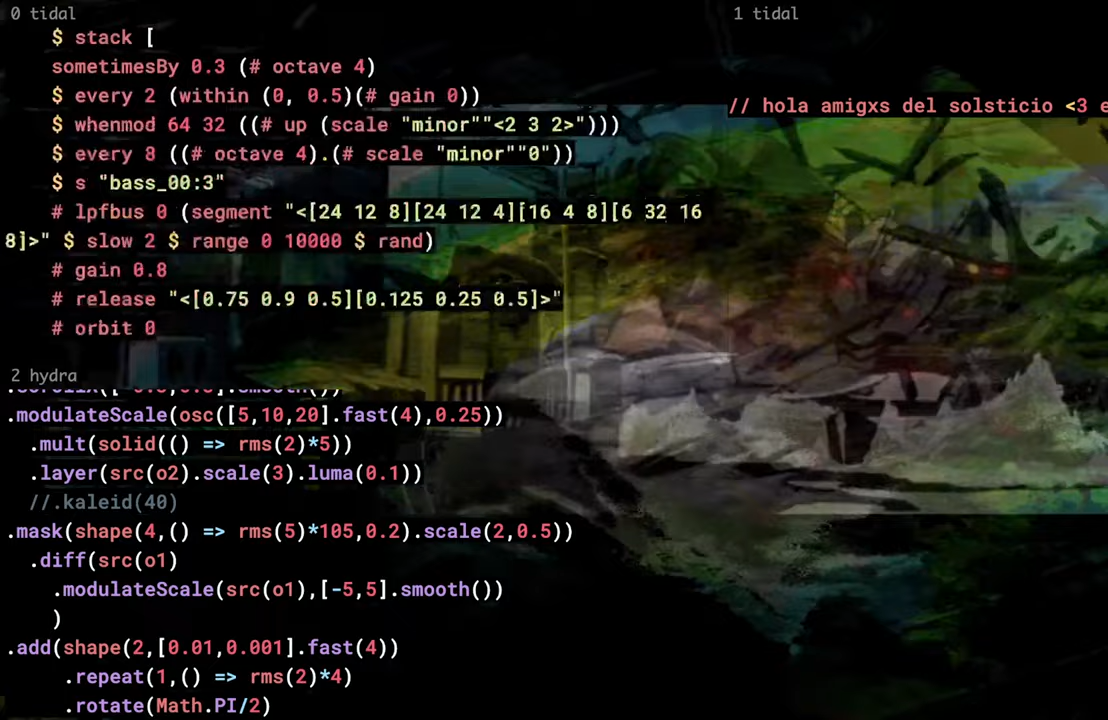 0 tidal
$ stack [
sometimesBy 0.3 (# octave 4)
$ every 2 (within (0, 0.5)(# gain 0))
$ whenmod 64 32 ((# up (scale "minor""<2 3 2>")))
$ every 8 ((# octave 4).(# scale "minor""0"))
$ s "bass_00:3"
# lpfbus 0 (segment "<[24 12 8][24 12 4][16 4 8][6 32 16
8]>" $ slow 2 $ range 0 10000 $ rand)
# gain 0.8
# release "<[0.75 0.9 0.5][0.125 0.25 0.5]>"
# orbit 0
1 tidal
// hola amigxs del solsticio <3 e
2 hydra
.modulateScale(osc([5,10,20].fast(4),0.25))
.mult(solid(() => rms(2)*5))
.layer(src(o2).scale(3).luma(0.1))
//.kaleid(40)
.mask(shape(4,() => rms(5)*105,0.2).scale(2,0.5))
.diff(src(o1)
.modulateScale(src(o1),[-5,5].smooth())
)
.add(shape(2,[0.01,0.001].fast(4))
.repeat(1,() => rms(2)*4)
.rotate(Math.PI/2)